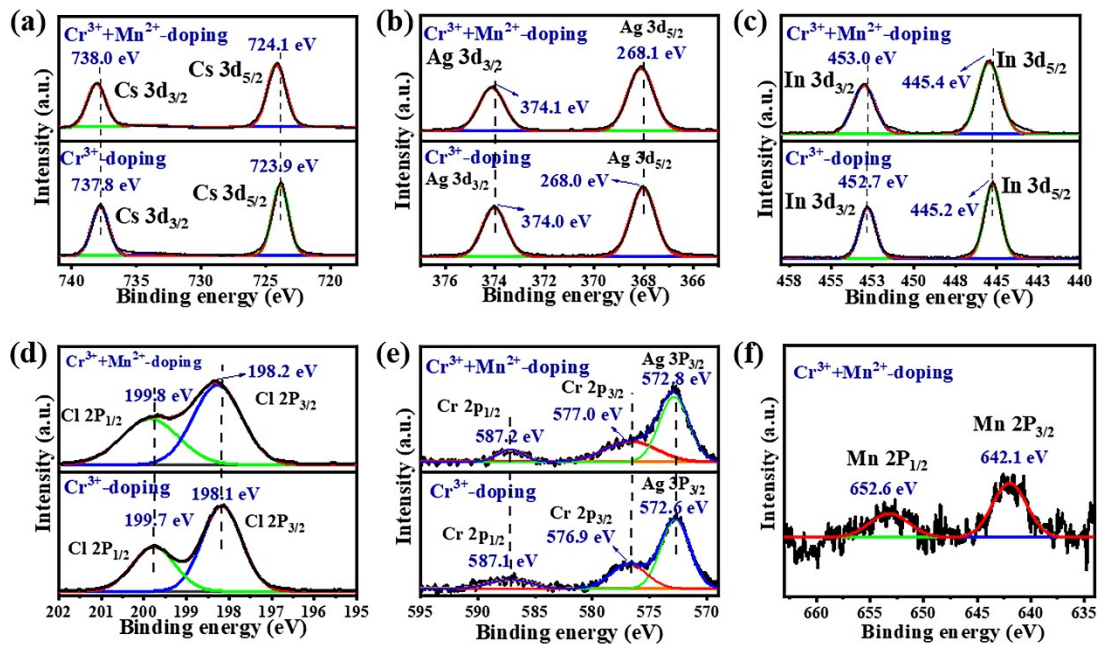 (a)
Cr³⁺+Mn²⁺-doping
738.0 eV
Cs 3d₃/₂
724.1 eV
Cs 3d₅/₂
Cr³⁺-doping
737.8 eV
Cs 3d₃/₂
723.9 eV
Cs 3d₅/₂
Intensity (a.u.)
740 735 730 725 720
Binding energy (eV)
(b)
Cr³⁺+Mn²⁺-doping
Ag 3d₃/₂
374.1 eV
Ag 3d₅/₂
268.1 eV
Cr³⁺-doping
Ag 3d₃/₂
374.0 eV
Ag 3d₅/₂
268.0 eV
Intensity (a.u.)
376 374 372 370 368 366
Binding energy (eV)
(c)
Cr³⁺+Mn²⁺-doping
453.0 eV
In 3d₃/₂
445.4 eV
In 3d₅/₂
Cr³⁺-doping
452.7 eV
In 3d₃/₂
445.2 eV
In 3d₅/₂
Intensity (a.u.)
458 455 453 450 448 445 443 440
Binding energy (eV)
(d)
Cr³⁺+Mn²⁺-doping
199.8 eV
Cl 2P₁/₂
198.2 eV
Cl 2P₃/₂
Cr³⁺-doping
199.7 eV
Cl 2P₁/₂
198.1 eV
Cl 2P₃/₂
Intensity (a.u.)
202 201 200 199 198 197 196 195
Binding energy (eV)
(e)
Cr³⁺+Mn²⁺-doping
Cr 2p₁/₂
587.2 eV
Cr 2p₃/₂
577.0 eV
Ag 3P₃/₂
572.8 eV
Cr³⁺-doping
Cr 2p₁/₂
587.1 eV
Cr 2p₃/₂
576.9 eV
Ag 3P₃/₂
572.6 eV
Intensity (a.u.)
595 590 585 580 575 570
Binding energy (eV)
(f)
Cr³⁺+Mn²⁺-doping
Mn 2P₁/₂
652.6 eV
Mn 2P₃/₂
642.1 eV
Intensity (a.u.)
660 655 650 645 640 635
Binding energy (eV)